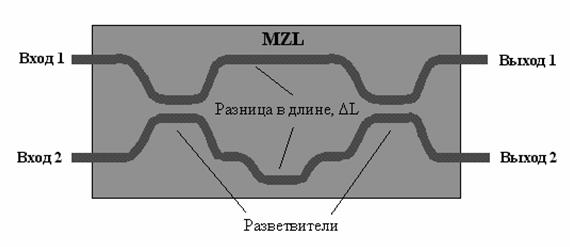 MZL
Вход 1
Выход 1
Разница в длине, ΔL
Вход 2
Выход 2
Разветвители